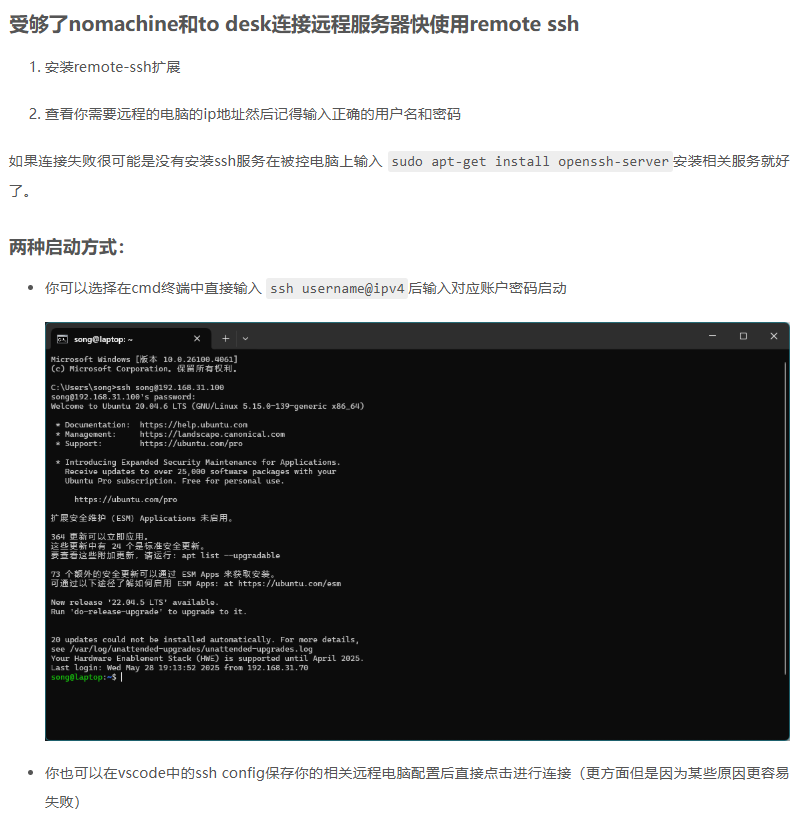 受够了nomachine和to desk连接远程服务器快使用remote ssh
1. 安装remote-ssh扩展
2. 查看你需要远程的电脑的ip地址然后记得输入正确的用户名和密码
如果连接失败很可能是没有安装ssh服务在被控电脑上输入 sudo apt-get install openssh-server安装相关服务就好
了。
两种启动方式：
• 你可以选择在cmd终端中直接输入 ssh username@ipv4后输入对应账户密码启动
song@laptop: ~
Microsoft Windows [版本 10.0.26100.4061]
(c) Microsoft Corporation。保留所有权利。
C:\Users\song>ssh song@192.168.31.100
song@192.168.31.100's password:
Welcome to Ubuntu 20.04.6 LTS (GNU/Linux 5.15.0-139-generic x86_64)
* Documentation: https://help.ubuntu.com
* Management: https://landscape.canonical.com
* Support: https://ubuntu.com/pro
* Introducing Expanded Security Maintenance for Applications.
Receive updates to over 25,000 software packages with your
Ubuntu Pro subscription. Free for personal use.
https://ubuntu.com/pro
扩展安全维护 (ESM) Applications 未启用。
364 更新可以立即应用。
这些更新中有 24 个是标准安全更新。
要查看这些附加更新，请运行: apt list --upgradable
73 个额外的安全更新可以通过 ESM Apps 来获取安装。
可通过以下途径了解如何启用 ESM Apps: at https://ubuntu.com/esm
New release '22.04.5 LTS' available.
Run 'do-release-upgrade' to upgrade to it.
20 updates could not be installed automatically. For more details,
see /var/log/unattended-upgrades/unattended-upgrades.log
Your Hardware Enablement Stack (HWE) is supported until April 2025.
Last login: Wed May 28 19:13:52 2025 from 192.168.31.70
song@laptop:~$
• 你也可以在vscode中的ssh config保存你的相关远程电脑配置后直接点击进行连接（更方面但是因为某些原因更容易
失败）